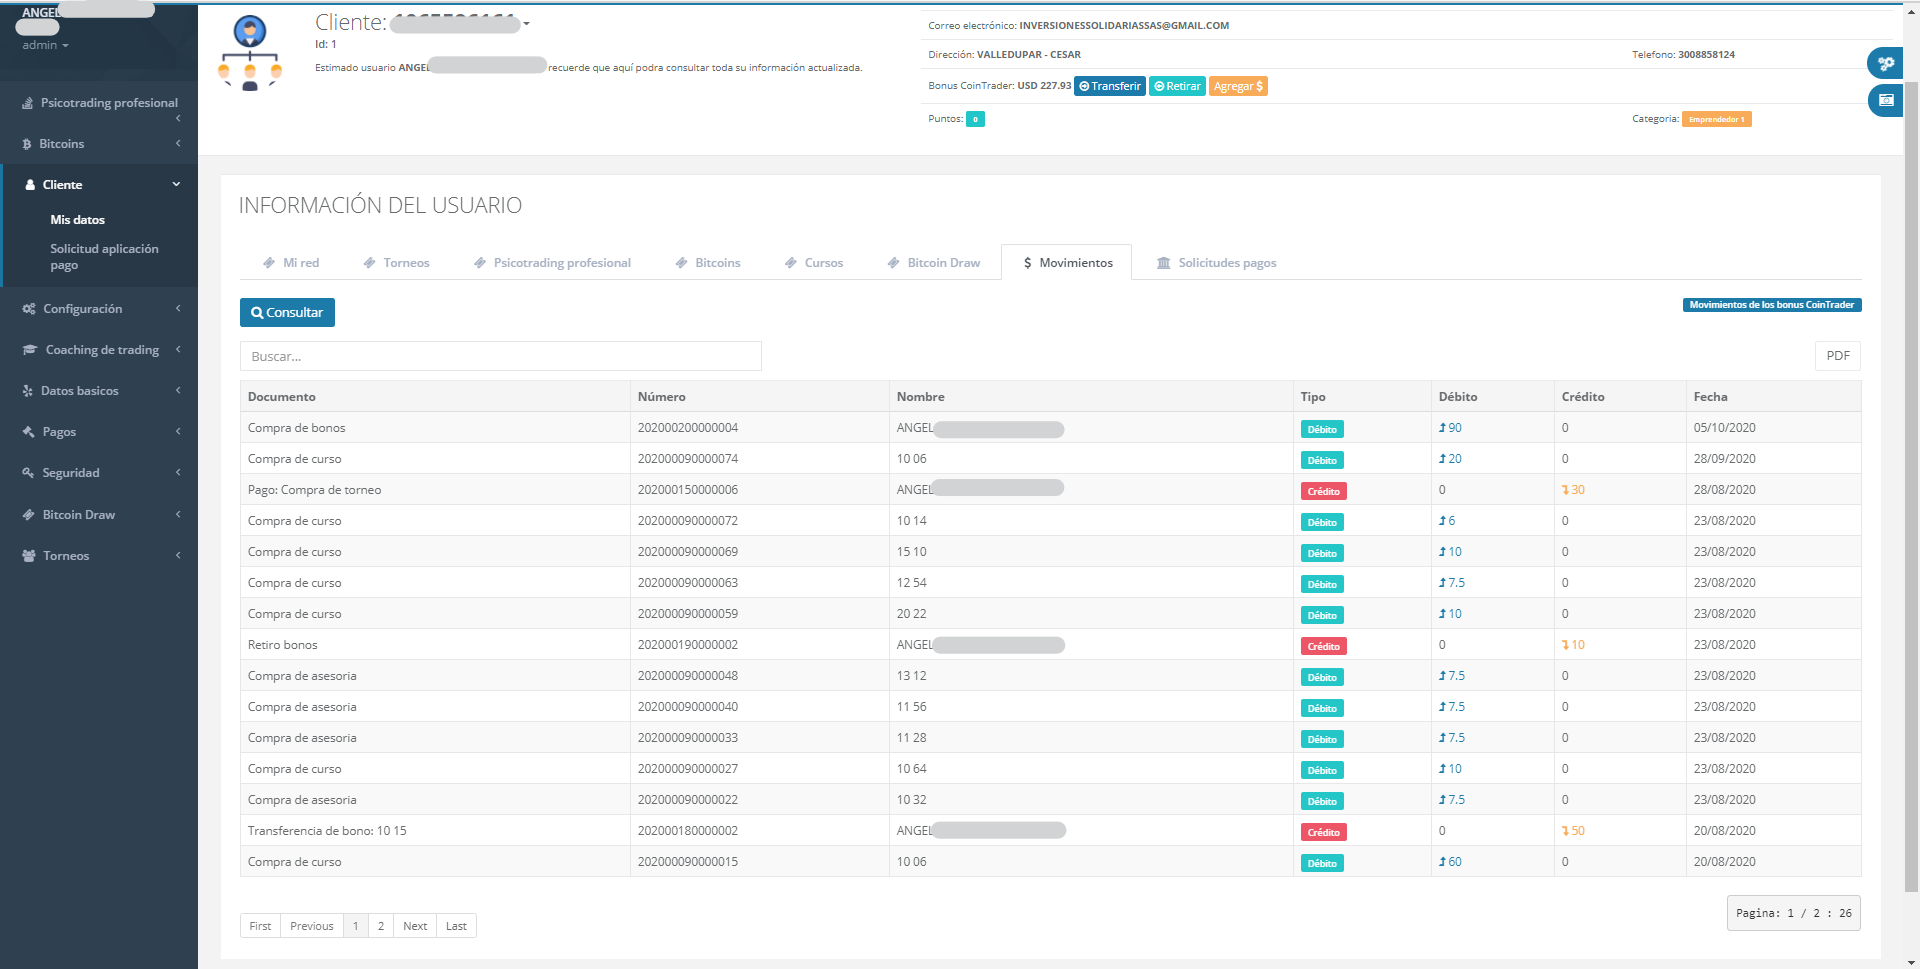 ANGEL
admin
Psicotrading profesional
Bitcoins
Cliente
Mis datos
Solicitud aplicación
pago
Configuración
Coaching de trading
Datos basicos
Pagos
Seguridad
Bitcoin Draw
Torneos
Cliente:
Id: 1
Estimado usuario ANGEL recuerde que aquí podra consultar toda su información actualizada.
Correo electrónico: INVERSIONESSOLIDARIASSAS@GMAIL.COM
Dirección: VALLEDUPAR - CESAR Telefono: 3008858124
Bonus CoinTrader: USD 227.93 Transferir Retirar Agregar $
Puntos: 0 Categoria: Emprendedor 1
INFORMACIÓN DEL USUARIO
Mi red Torneos Psicotrading profesional Bitcoins Cursos Bitcoin Draw $ Movimientos Solicitudes pagos
Consultar Movimientos de los bonus CoinTrader
Buscar... PDF
Documento Número Nombre Tipo Débito Crédito Fecha
Compra de bonos 202000200000004 ANGEL Débito 90 0 05/10/2020
Compra de curso 202000090000074 10 06 Débito 20 0 28/09/2020
Pago: Compra de torneo 202000150000006 ANGEL Crédito 0 30 28/08/2020
Compra de curso 202000090000072 10 14 Débito 6 0 23/08/2020
Compra de curso 202000090000069 15 10 Débito 10 0 23/08/2020
Compra de curso 202000090000063 12 54 Débito 7.5 0 23/08/2020
Compra de curso 202000090000059 20 22 Débito 10 0 23/08/2020
Retiro bonos 202000190000002 ANGEL Crédito 0 10 23/08/2020
Compra de asesoria 202000090000048 13 12 Débito 7.5 0 23/08/2020
Compra de asesoria 202000090000040 11 56 Débito 7.5 0 23/08/2020
Compra de asesoria 202000090000033 11 28 Débito 7.5 0 23/08/2020
Compra de curso 202000090000027 10 64 Débito 10 0 23/08/2020
Compra de asesoria 202000090000022 10 32 Débito 7.5 0 23/08/2020
Transferencia de bono: 10 15 202000180000002 ANGEL Crédito 0 50 20/08/2020
Compra de curso 202000090000015 10 06 Débito 60 0 20/08/2020
First Previous 1 2 Next Last
Pagina: 1 / 2 : 26